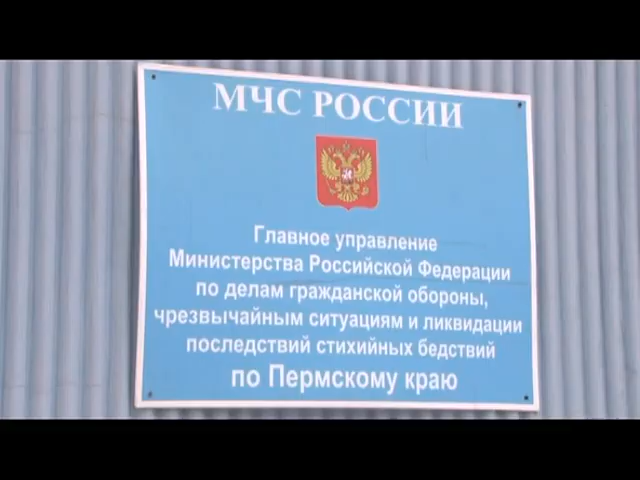 МЧС РОССИИ
Главное управление
Министерства Российской Федерации
по делам гражданской обороны,
чрезвычайным ситуациям и ликвидации
последствий стихийных бедствий
по Пермскому краю